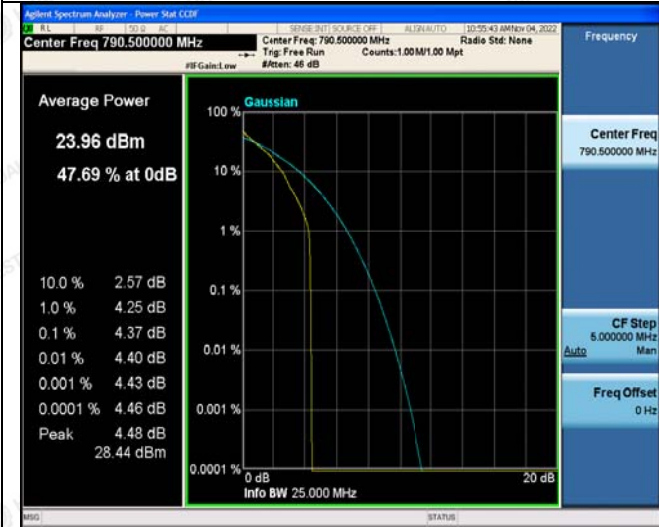 Agilent Spectrum Analyzer - Power Stat CCDF
RL RF 50 Ω AC SENSE:INT SOURCE OFF ALIGNAUTO 10:55:43 AM Nov 04, 2022
Center Freq 790.500000 MHz
Center Freq: 790.500000 MHz Radio Std: None
Trig: Free Run Counts:1.00 M/1.00 Mpt
#IFGain:Low #Atten: 46 dB
Frequency
Average Power
23.96 dBm
47.69 % at 0dB
10.0 % 2.57 dB
1.0 % 4.25 dB
0.1 % 4.37 dB
0.01 % 4.40 dB
0.001 % 4.43 dB
0.0001 % 4.46 dB
Peak 4.48 dB
28.44 dBm
Gaussian
100 %
10 %
1 %
0.1 %
0.01 %
0.001 %
0.0001 %
0 dB 20 dB
Info BW 25.000 MHz
Center Freq
790.500000 MHz
CF Step
5.000000 MHz
Auto Man
Freq Offset
0 Hz
MSG STATUS